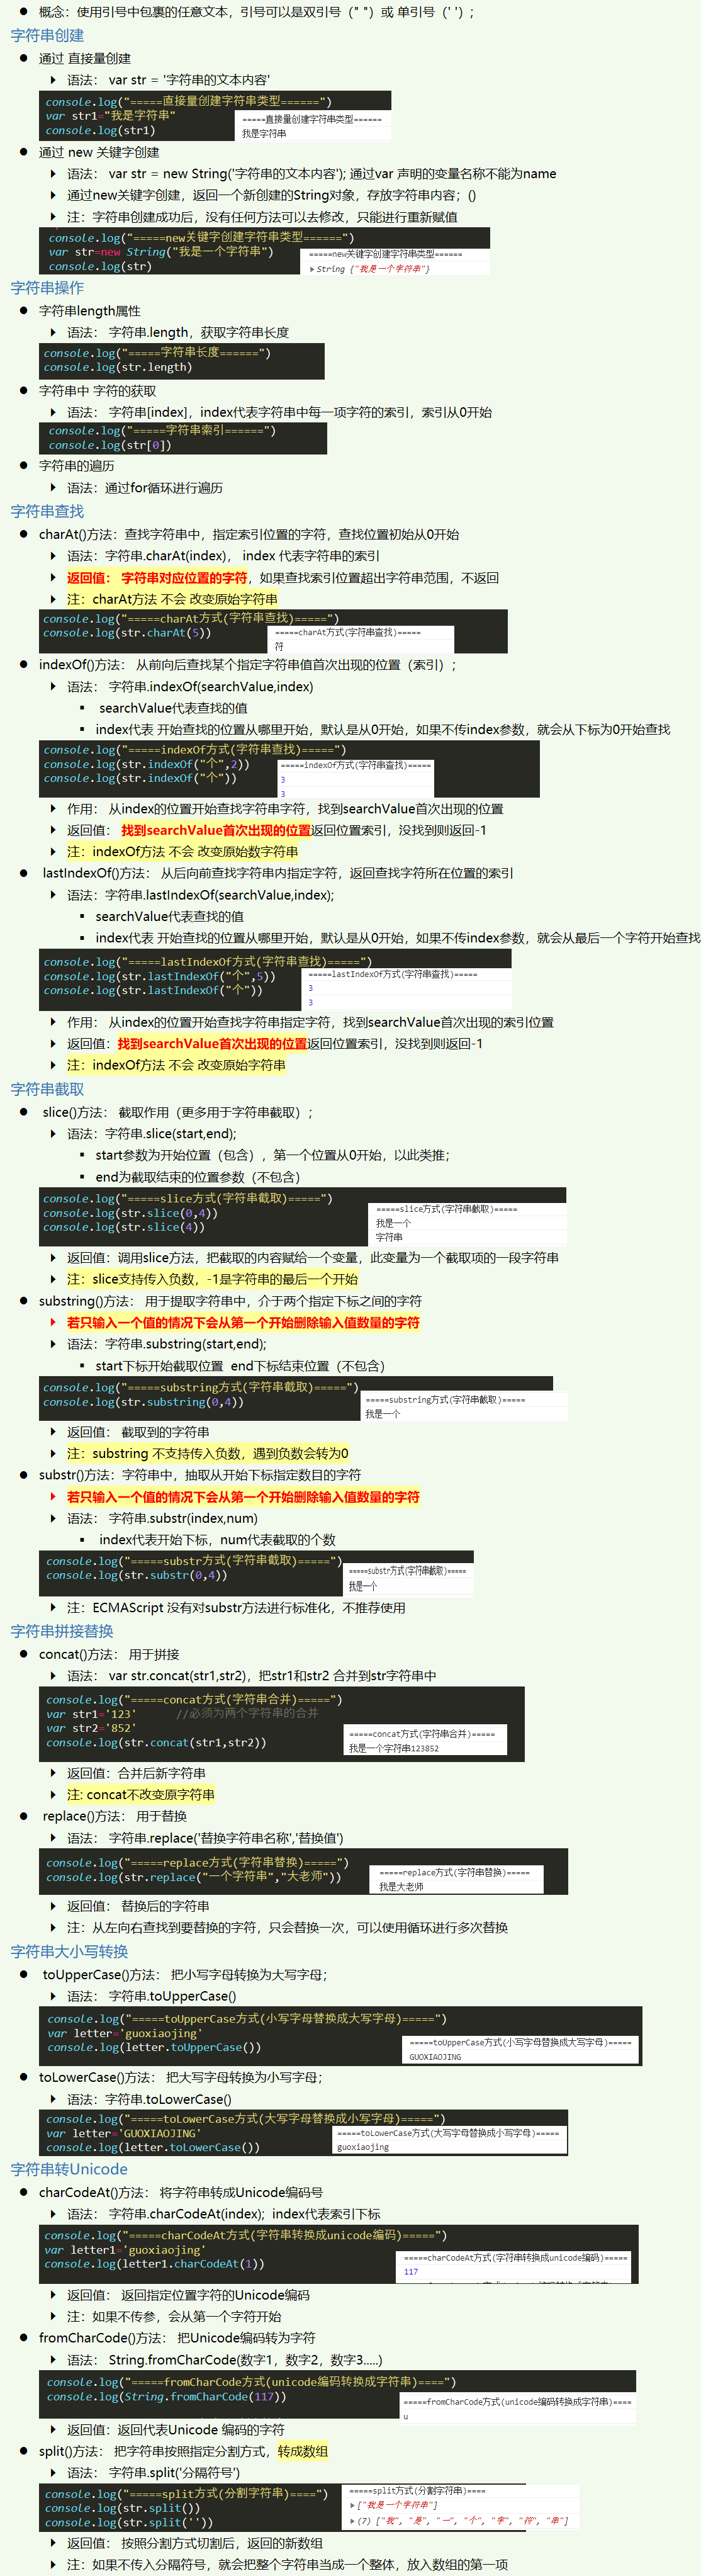 概念：使用引号中包裹的任意文本，引号可以是双引号（" "）或 单引号（' '）；
字符串创建
通过 直接量创建
语法： var str = '字符串的文本内容'
console.log("=====直接量创建字符串类型======")
var str1="我是字符串"
console.log(str1)
=====直接量创建字符串类型======
我是字符串
通过 new 关键字创建
语法： var str = new String('字符串的文本内容'); 通过var 声明的变量名称不能为name
通过new关键字创建，返回一个新创建的String对象，存放字符串内容；()
注：字符串创建成功后，没有任何方法可以去修改，只能进行重新赋值
console.log("=====new关键字创建字符串类型======")
var str=new String("我是一个字符串")
console.log(str)
=====new关键字创建字符串类型======
String {"我是一个字符串"}
字符串操作
字符串length属性
语法： 字符串.length，获取字符串长度
console.log("=====字符串长度======")
console.log(str.length)
字符串中 字符的获取
语法： 字符串[index]，index代表字符串中每一项字符的索引，索引从0开始
console.log("=====字符串索引======")
console.log(str[0])
字符串的遍历
语法：通过for循环进行遍历
字符串查找
charAt()方法：查找字符串中，指定索引位置的字符，查找位置初始从0开始
语法：字符串.charAt(index)， index 代表字符串的索引
返回值： 字符串对应位置的字符，如果查找索引位置超出字符串范围，不返回
注：charAt方法 不会 改变原始字符串
console.log("=====charAt方式(字符串查找)=====")
console.log(str.charAt(5))
=====charAt方式(字符串查找)=====
符
indexOf()方法： 从前向后查找某个指定字符串值首次出现的位置（索引）；
语法： 字符串.indexOf(searchValue,index)
searchValue代表查找的值
index代表 开始查找的位置从哪里开始，默认是从0开始，如果不传index参数，就会从下标为0开始查找
console.log("=====indexOf方式(字符串查找)=====")
console.log(str.indexOf("个",2))
console.log(str.indexOf("个"))
=====indexOf方式(字符串查找)=====
3
3
作用： 从index的位置开始查找字符串字符，找到searchValue首次出现的位置
返回值： 找到searchValue首次出现的位置返回位置索引，没找到则返回-1
注：indexOf方法 不会 改变原始数字符串
lastIndexOf()方法： 从后向前查找字符串内指定字符，返回查找字符所在位置的索引
语法：字符串.lastIndexOf(searchValue,index);
searchValue代表查找的值
index代表 开始查找的位置从哪里开始，默认是从0开始，如果不传index参数，就会从最后一个字符开始查找
console.log("=====lastIndexOf方式(字符串查找)=====")
console.log(str.lastIndexOf("个",5))
console.log(str.lastIndexOf("个"))
=====lastIndexOf方式(字符串查找)=====
3
3
作用： 从index的位置开始查找字符串指定字符，找到searchValue首次出现的索引位置
返回值：找到searchValue首次出现的位置返回位置索引，没找到则返回-1
注：indexOf方法 不会 改变原始字符串
字符串截取
slice()方法： 截取作用（更多用于字符串截取）；
语法：字符串.slice(start,end);
start参数为开始位置（包含），第一个位置从0开始，以此类推；
end为截取结束的位置参数（不包含）
console.log("=====slice方式(字符串截取)=====")
console.log(str.slice(0,4))
console.log(str.slice(4))
=====slice方式(字符串截取)=====
我是一个
字符串
返回值：调用slice方法，把截取的内容赋给一个变量，此变量为一个截取项的一段字符串
注：slice支持传入负数，-1是字符串的最后一个开始
substring()方法： 用于提取字符串中，介于两个指定下标之间的字符
若只输入一个值的情况下会从第一个开始删除输入值数量的字符
语法：字符串.substring(start,end);
start下标开始截取位置 end下标结束位置（不包含）
console.log("=====substring方式(字符串截取)=====")
console.log(str.substring(0,4))
=====substring方式(字符串截取)=====
我是一个
返回值： 截取到的字符串
注：substring 不支持传入负数，遇到负数会转为0
substr()方法：字符串中，抽取从开始下标指定数目的字符
若只输入一个值的情况下会从第一个开始删除输入值数量的字符
语法： 字符串.substr(index,num)
index代表开始下标，num代表截取的个数
console.log("=====substr方式(字符串截取)=====")
console.log(str.substr(0,4))
=====substr方式(字符串截取)=====
我是一个
注：ECMAScript 没有对substr方法进行标准化，不推荐使用
字符串拼接替换
concat()方法： 用于拼接
语法： var str.concat(str1,str2)，把str1和str2 合并到str字符串中
console.log("=====concat方式(字符串合并)=====")
var str1='123' //必须为两个字符串的合并
var str2='852'
console.log(str.concat(str1,str2))
=====concat方式(字符串合并)=====
我是一个字符串123852
返回值：合并后新字符串
注: concat不改变原字符串
replace()方法： 用于替换
语法： 字符串.replace('替换字符串名称','替换值')
console.log("=====replace方式(字符串替换)=====")
console.log(str.replace("一个字符串","大老师"))
=====replace方式(字符串替换)=====
我是大老师
返回值： 替换后的字符串
注：从左向右查找到要替换的字符，只会替换一次，可以使用循环进行多次替换
字符串大小写转换
toUpperCase()方法： 把小写字母转换为大写字母；
语法： 字符串.toUpperCase()
console.log("=====toUpperCase方式(小写字母替换成大写字母)=====")
var letter='guoxiaojing'
console.log(letter.toUpperCase())
=====toUpperCase方式(小写字母替换成大写字母)=====
GUOXIAOJING
toLowerCase()方法： 把大写字母转换为小写字母；
语法：字符串.toLowerCase()
console.log("=====toLowerCase方式(大写字母替换成小写字母)=====")
var letter='GUOXIAOJING'
console.log(letter.toLowerCase())
=====toLowerCase方式(大写字母替换成小写字母)=====
guoxiaojing
字符串转Unicode
charCodeAt()方法： 将字符串转成Unicode编码号
语法： 字符串.charCodeAt(index); index代表索引下标
console.log("=====charCodeAt方式(字符串转换成unicode编码)=====")
var letter1='guoxiaojing'
console.log(letter1.charCodeAt(1))
=====charCodeAt方式(字符串转换成unicode编码)=====
117
返回值： 返回指定位置字符的Unicode编码
注：如果不传参，会从第一个字符开始
fromCharCode()方法： 把Unicode编码转为字符
语法： String.fromCharCode(数字1，数字2，数字3.....)
console.log("=====fromCharCode方式(unicode编码转换成字符串)====")
console.log(String.fromCharCode(117))
=====fromCharCode方式(unicode编码转换成字符串)====
u
返回值：返回代表Unicode 编码的字符
split()方法： 把字符串按照指定分割方式，转成数组
语法： 字符串.split('分隔符号')
console.log("=====split方式(分割字符串)====")
console.log(str.split())
console.log(str.split(''))
=====split方式(分割字符串)====
["我是一个字符串"]
(7) ["我", "是", "一", "个", "字", "符", "串"]
返回值： 按照分割方式切割后，返回的新数组
注：如果不传入分隔符号，就会把整个字符串当成一个整体，放入数组的第一项